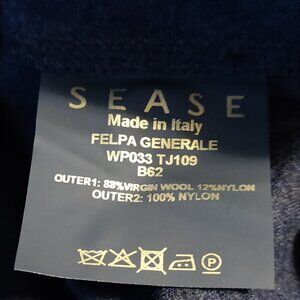 SEASE
Made in Italy
FELPA GENERALE
WP033 TJ109
B62
OUTER1: 88%VIRGIN WOOL 12%NYLON
OUTER2: 100% NYLON